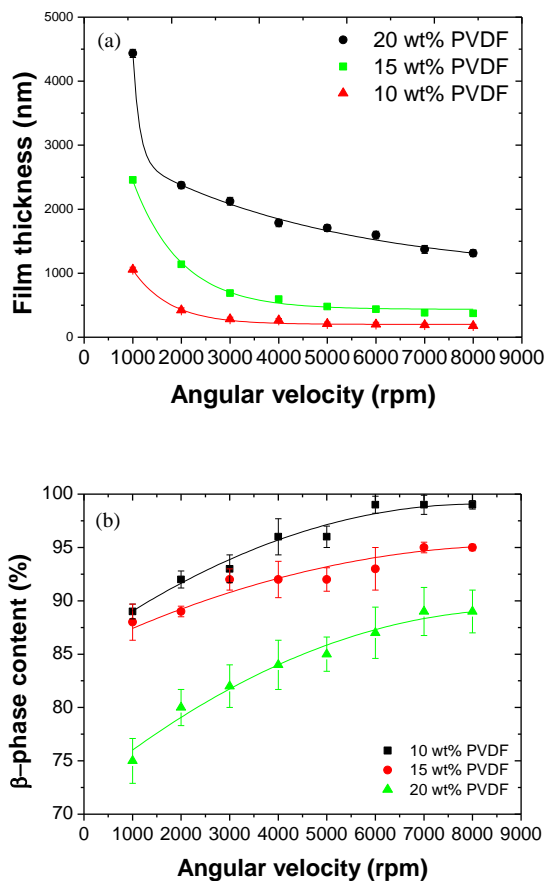 (a)
20 wt% PVDF
15 wt% PVDF
10 wt% PVDF
5000
4000
3000
2000
1000
0
Film thickness (nm)
0 1000 2000 3000 4000 5000 6000 7000 8000 9000
Angular velocity (rpm)
(b)
100
95
90
85
80
75
70
β–phase content (%)
10 wt% PVDF
15 wt% PVDF
20 wt% PVDF
0 1000 2000 3000 4000 5000 6000 7000 8000 9000
Angular velocity (rpm)